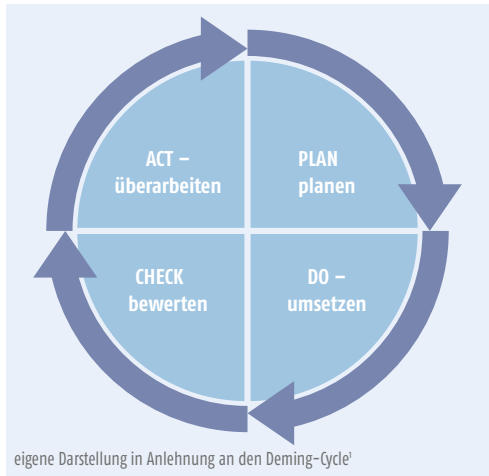 ACT –
überarbeiten
PLAN
planen
CHECK
bewerten
DO –
umsetzen
eigene Darstellung in Anlehnung an den Deming-Cycle¹